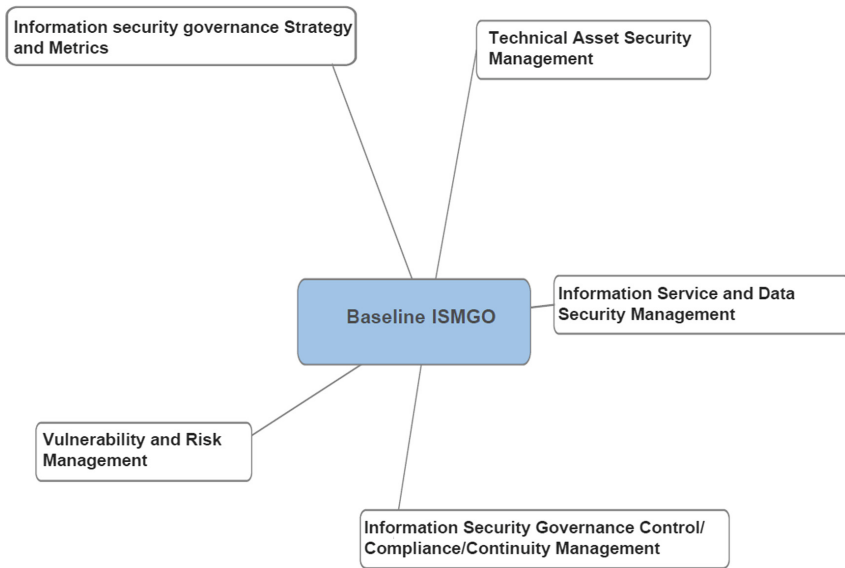 Information security governance Strategy
and Metrics
Technical Asset Security
Management
Baseline ISMGO
Information Service and Data
Security Management
Vulnerability and Risk
Management
Information Security Governance Control/
Compliance/Continuity Management